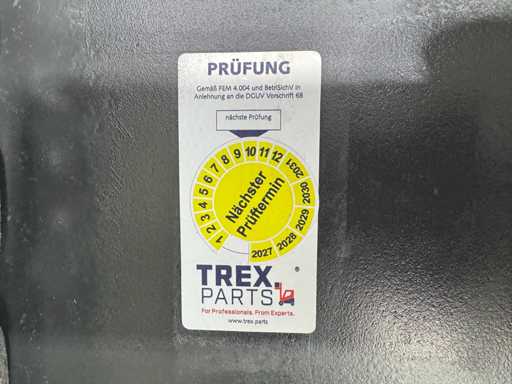 PRÜFUNG
Gemäß FEM 4.004 und BetrSichV in
Anlehnung an die DGUV Vorschrift 68
nächste Prüfung
1 2 3 4 5 6 7 8 9 10 11 12
2031 2030 2029 2028 2027
Nächster
Prüftermin
TREX
PARTS
®
For Professionals. From Experts.
www.trex.parts